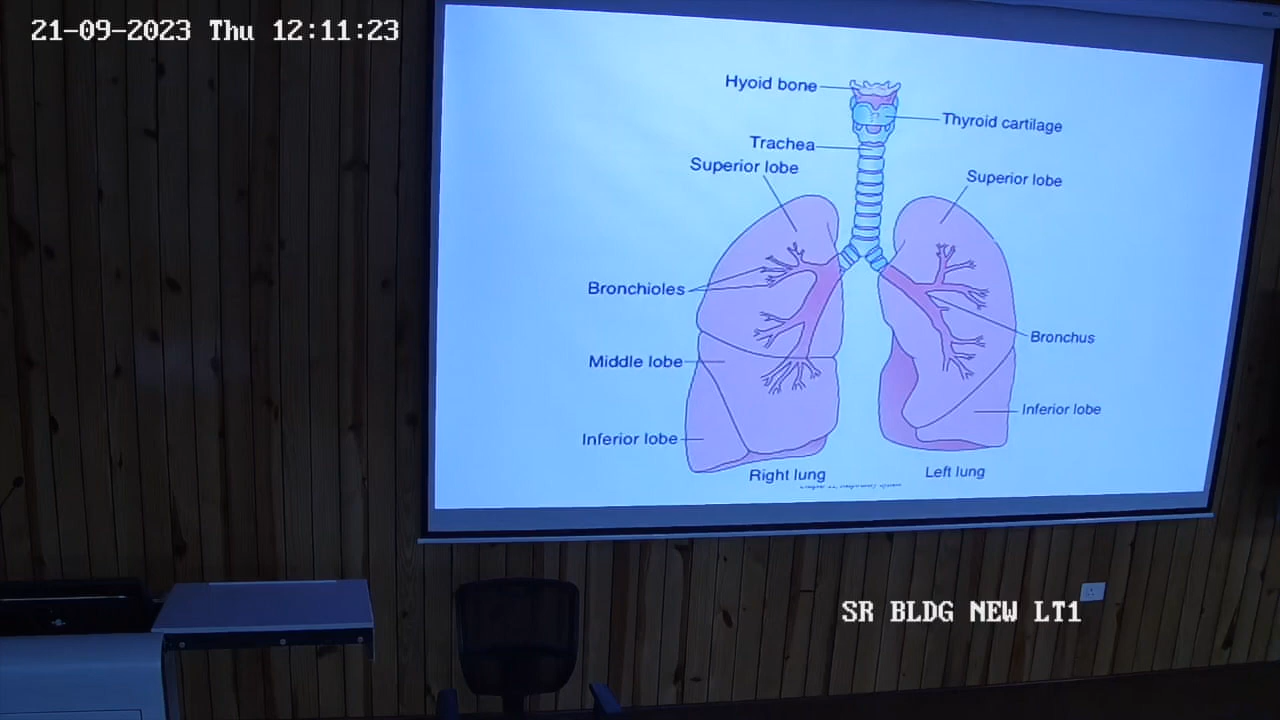 21-09-2023 Thu 12:11:23
Hyoid bone
Thyroid cartilage
Trachea
Superior lobe
Superior lobe
Bronchioles
Bronchus
Middle lobe
Inferior lobe
Inferior lobe
Right lung
Left lung
SR BLDG NEW LT1